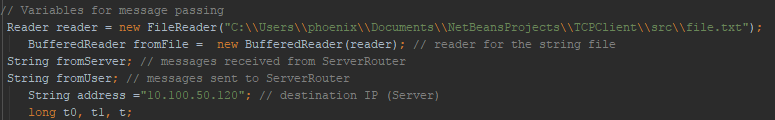 // Variables for message passing
Reader reader = new FileReader("C:\\Users\\phoenix\\Documents\\NetBeansProjects\\TCPClient\\src\\file.txt");
BufferedReader fromFile =  new BufferedReader(reader); // reader for the string file
String fromServer; // messages received from ServerRouter
String fromUser; // messages sent to ServerRouter
String address ="10.100.50.120"; // destination IP (Server)
long t0, t1, t;